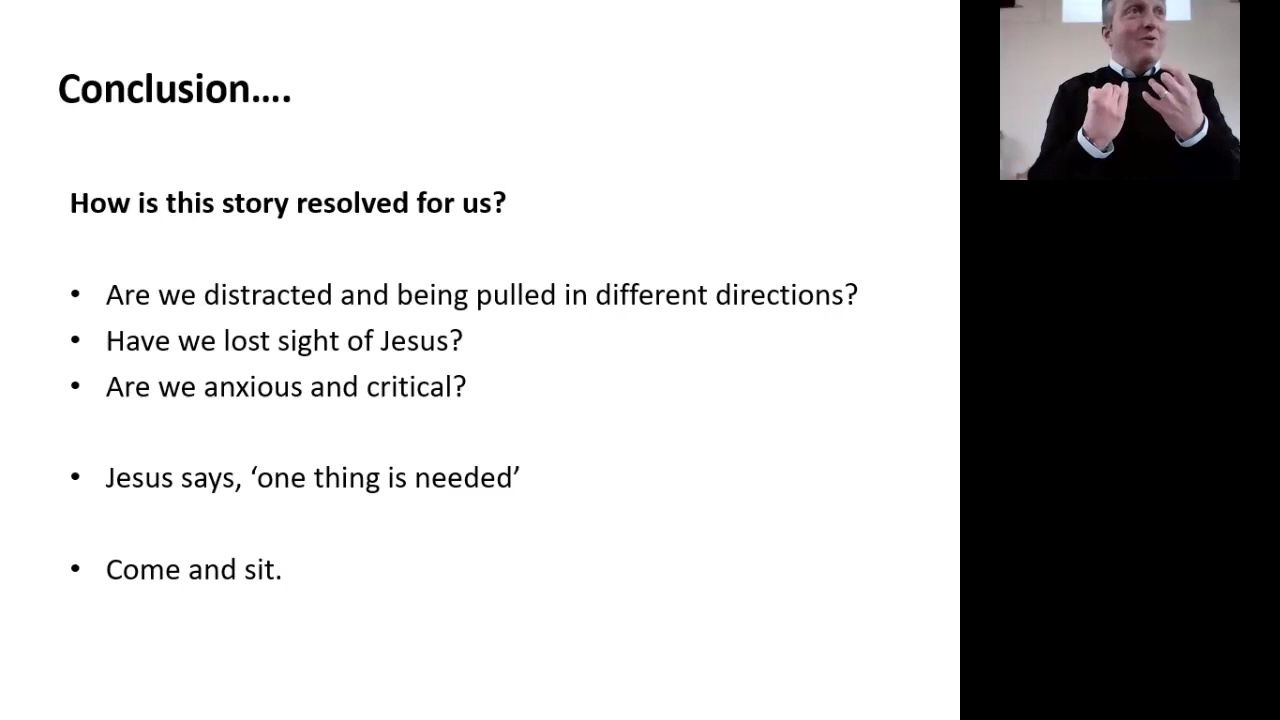 Conclusion….
How is this story resolved for us?
• Are we distracted and being pulled in different directions?
• Have we lost sight of Jesus?
• Are we anxious and critical?
• Jesus says, ‘one thing is needed’
• Come and sit.